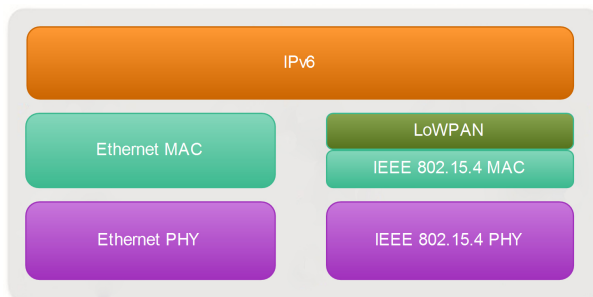 IPv6
Ethernet MAC
LoWPAN
IEEE 802.15.4 MAC
Ethernet PHY
IEEE 802.15.4 PHY